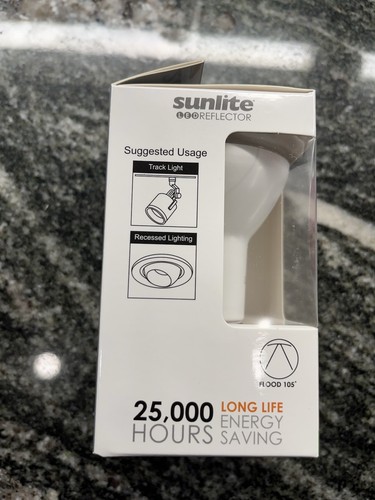 sunlite
LED REFLECTOR
Suggested Usage
Track Light
Recessed Lighting
FLOOD 105°
25,000 HOURS
LONG LIFE
ENERGY
SAVING